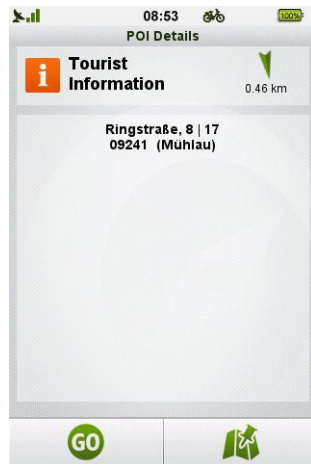 08:53
100%
POI Details
i
Tourist
Information
0.46 km
Ringstraße, 8 | 17
09241 (Mühlau)
GO